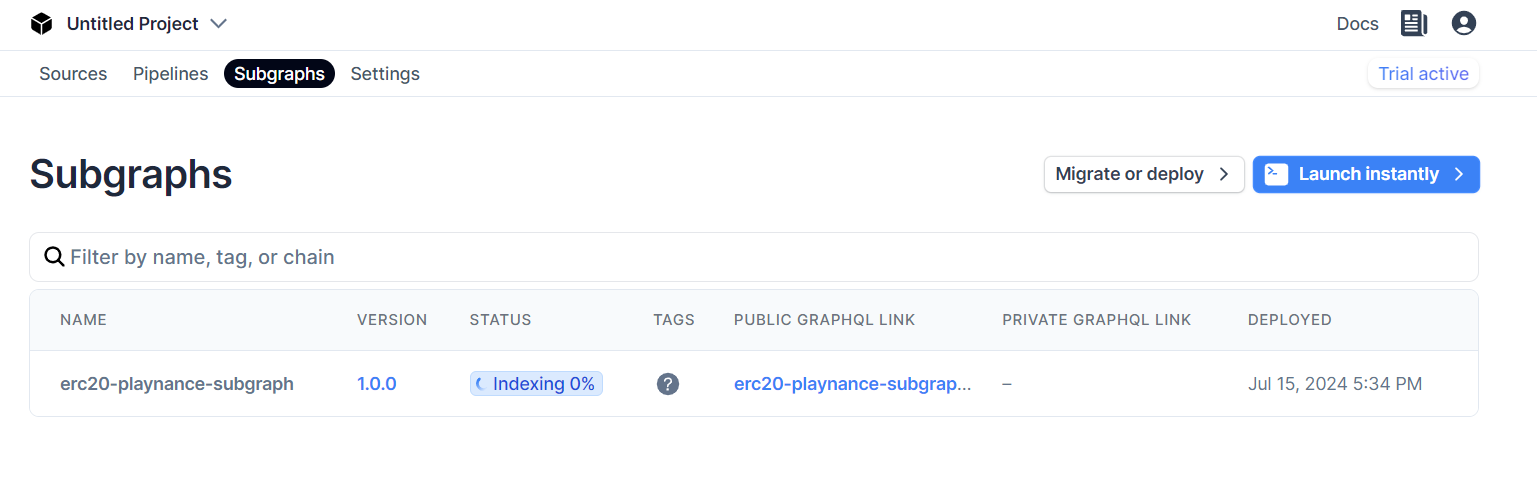 Untitled Project Docs
Sources Pipelines Subgraphs Settings Trial active
Subgraphs Migrate or deploy Launch instantly
Filter by name, tag, or chain
NAME VERSION STATUS TAGS PUBLIC GRAPHQL LINK PRIVATE GRAPHQL LINK DEPLOYED
erc20-playnance-subgraph 1.0.0 Indexing 0% ? erc20-playnance-subgrap... – Jul 15, 2024 5:34 PM